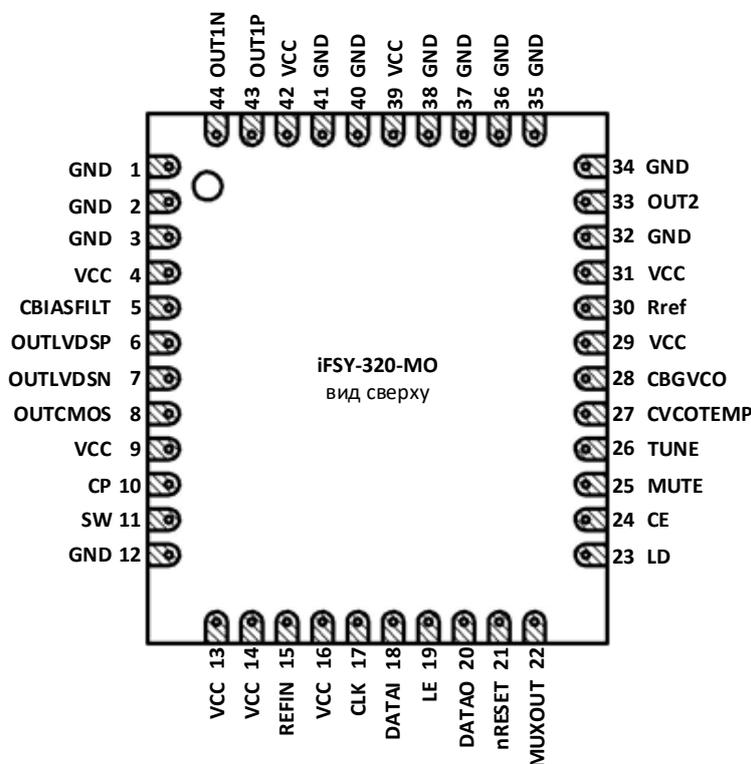 44 OUT1N
43 OUT1P
42 VCC
41 GND
40 GND
39 VCC
38 GND
37 GND
36 GND
35 GND
GND 1
GND 2
GND 3
VCC 4
CBIASFILT 5
OUTLVDSP 6
OUTLVDSN 7
OUTCMOS 8
VCC 9
CP 10
SW 11
GND 12
iFSY-320-MO
вид сверху
34 GND
33 OUT2
32 GND
31 VCC
30 Rref
29 VCC
28 CBGVCO
27 CVCOTEMP
26 TUNE
25 MUTE
24 CE
23 LD
VCC 13
VCC 14
REFIN 15
VCC 16
CLK 17
DATAI 18
LE 19
DATAO 20
nRESET 21
MUXOUT 22